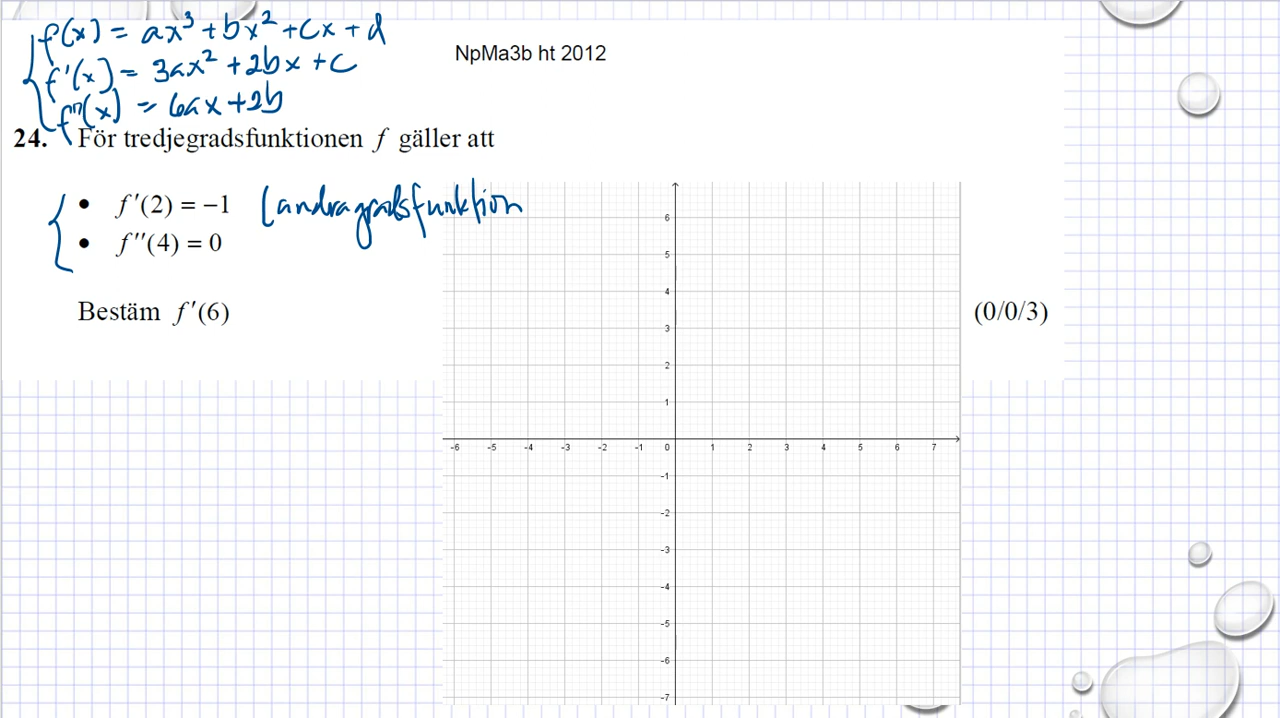 f(x) = ax³ + bx² + cx + d
f'(x) = 3ax² + 2bx + c
f"(x) = 6ax + 2b
NpMa3b ht 2012
24. För tredjegradsfunktionen f gäller att
• f'(2) = −1 (andragradsfunktion
• f''(4) = 0
Bestäm f'(6) (0/0/3)
6
5
4
3
2
1
-6 -5 -4 -3 -2 -1 0 1 2 3 4 5 6 7
-1
-2
-3
-4
-5
-6
-7